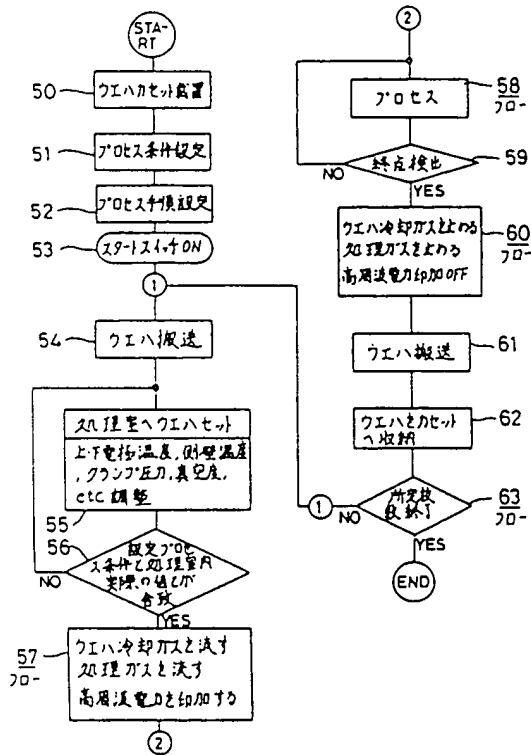 STA-
RT
50
ウエハカセット載置
51
プロセス条件設定
52
プロセス手順設定
53
スタートスイッチON
1
54
ウエハ搬送
処理室へウエハセット
上下電極温度,側壁温度
,クランプ圧力,真空度,
etc 調整
55
56
設定プロセ
ス条件と処理室内
実際の値とが
合致
NO
YES
57
フロー
ウエハ冷却ガスを流す
処理ガスを流す
高周波電力を印加する
2
2
プロセス
58
フロー
終点検出
59
NO
YES
ウエハ冷却ガスを止める
処理ガスを止める
高周波電力印加OFF
60
フロー
ウエハ搬送
61
ウエハをカセット
へ収納
62
所定枚
数終了
63
フロー
1
NO
YES
END